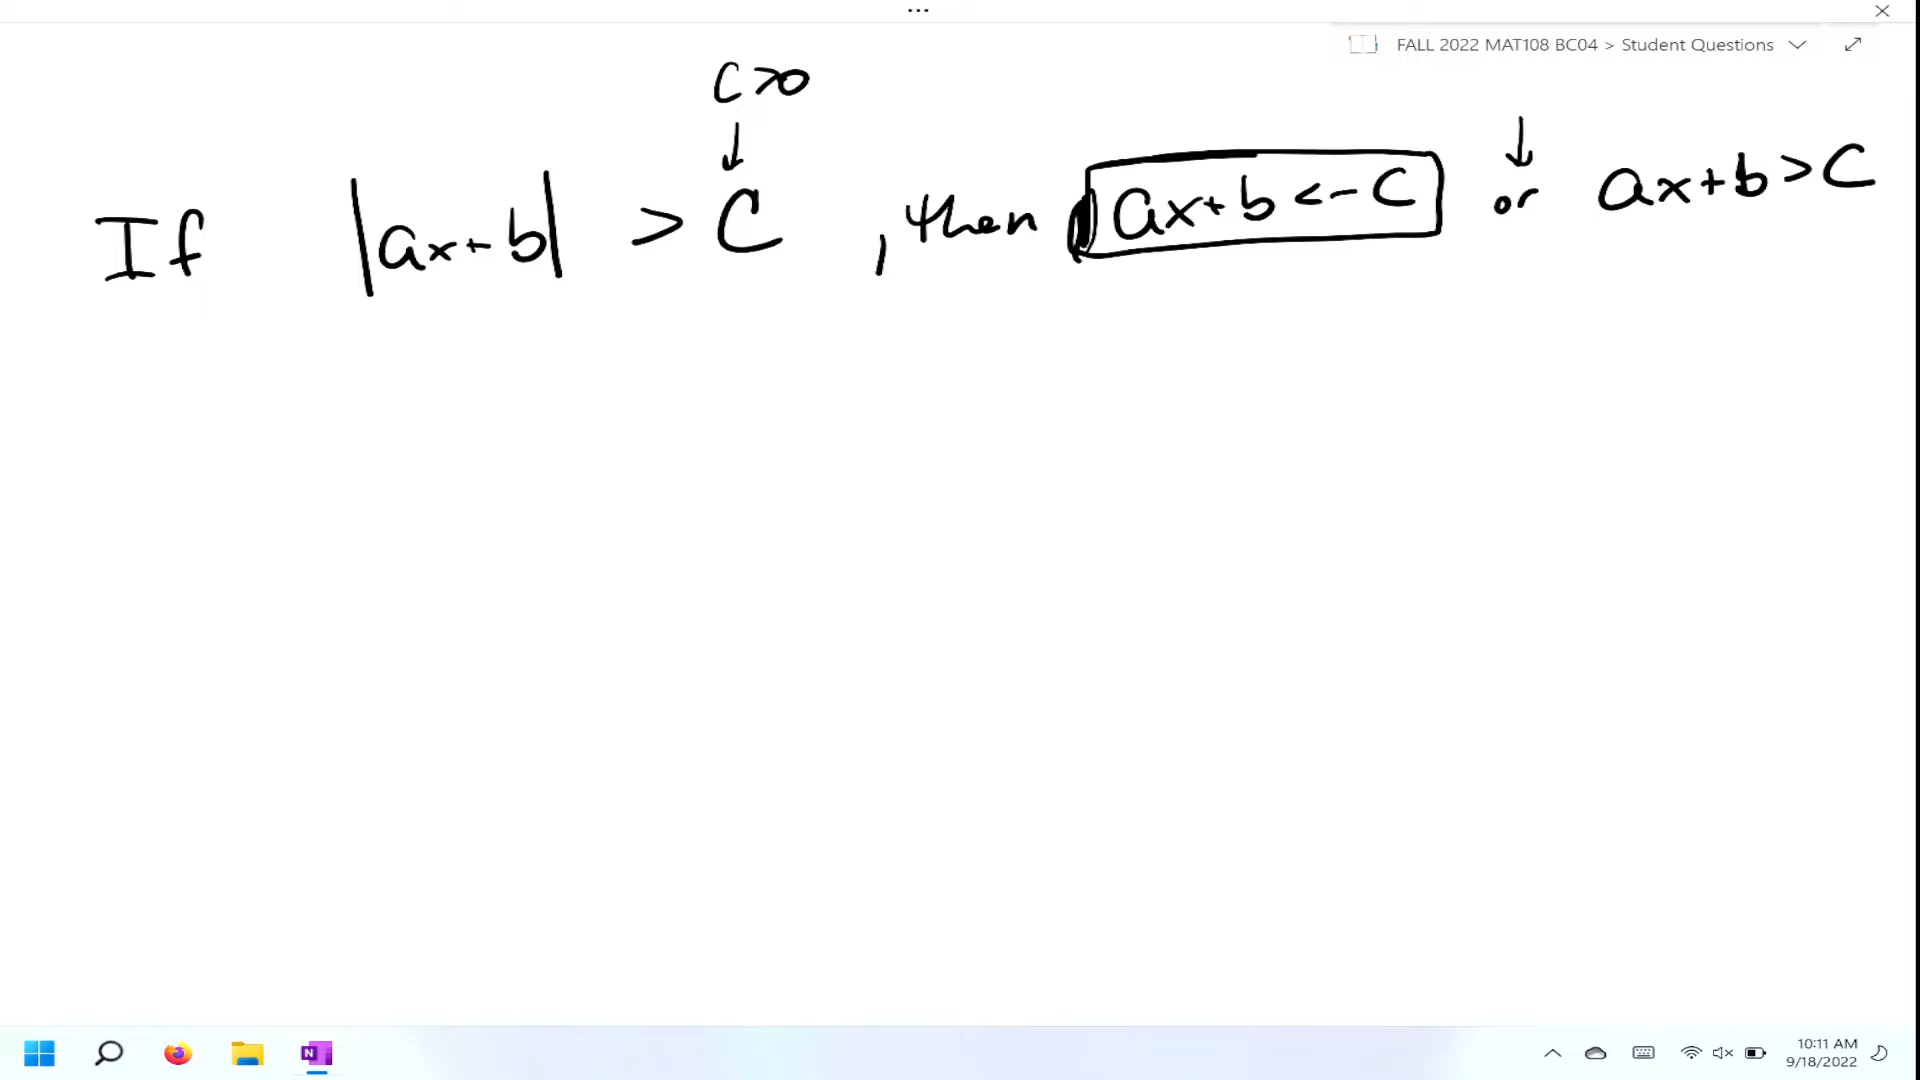 FALL 2022 MAT108 BC04 > Student Questions
C>0
If |ax+b| > C, then ax+b<-C or ax+b>C
10:11 AM
9/18/2022